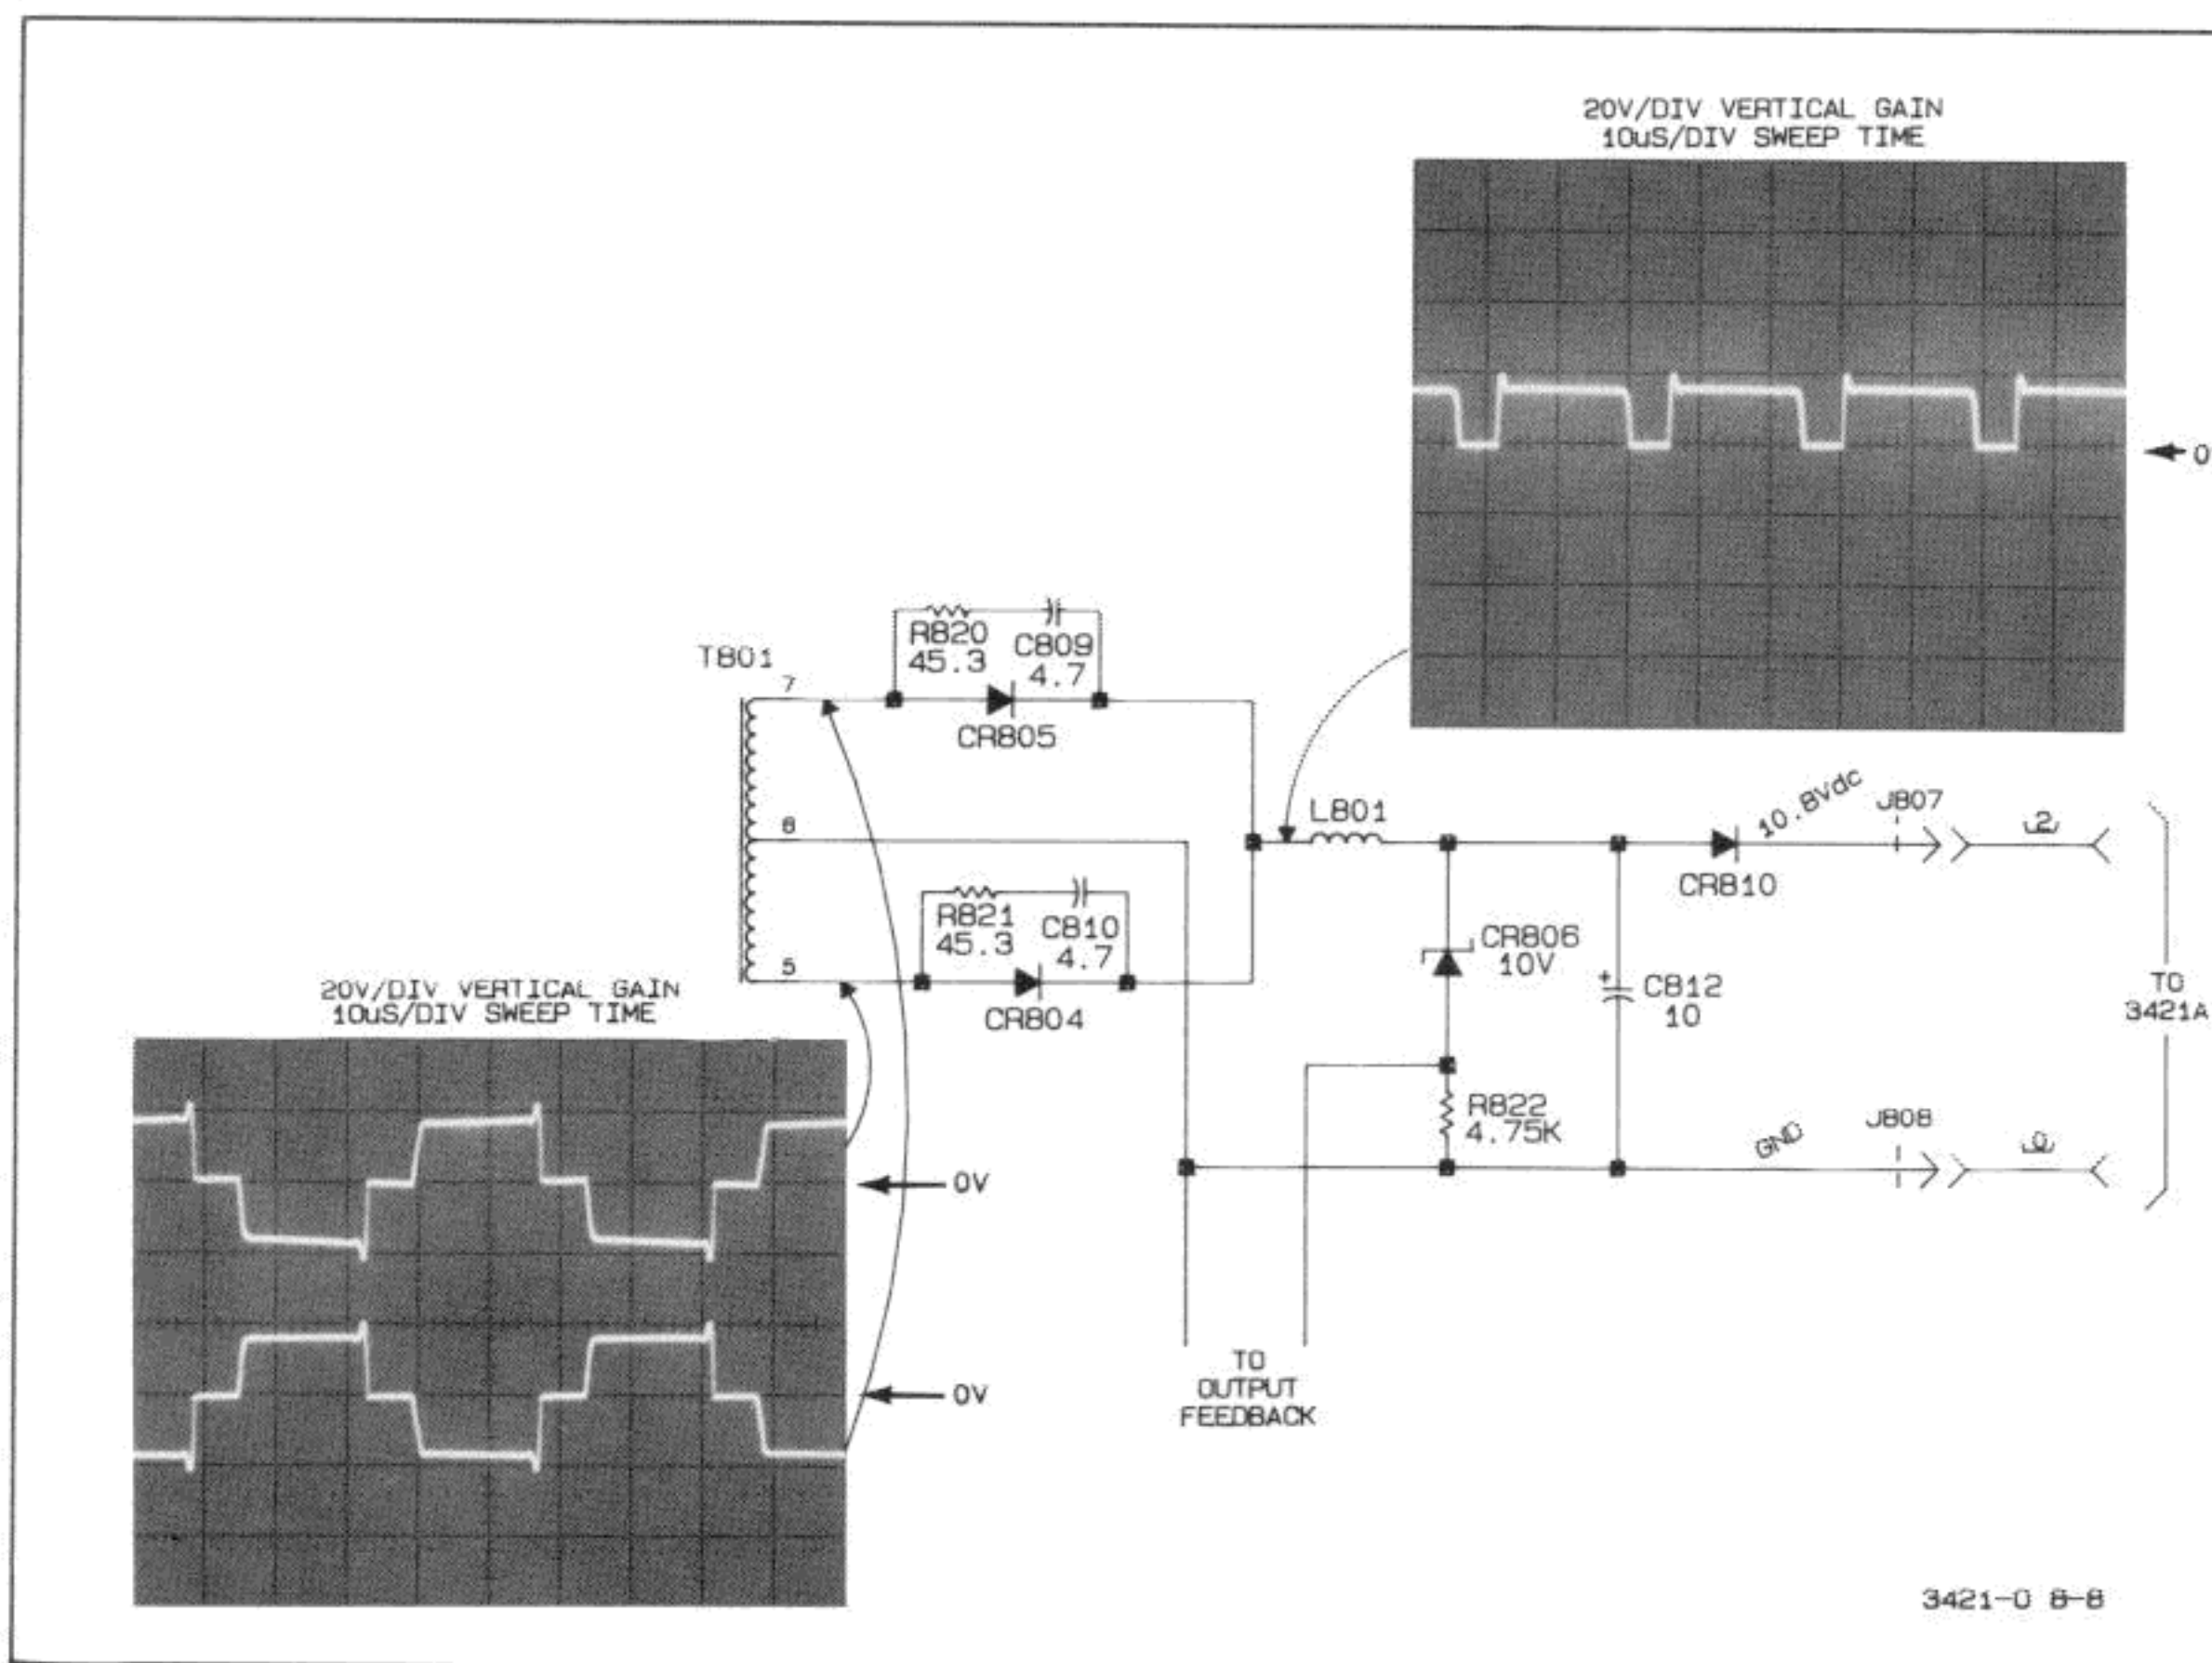 20V/DIV VERTICAL GAIN
10uS/DIV SWEEP TIME
0
R820
45.3
C809
4.7
T801
7
CR805
6
L801
10.8Vdc
J807
2
CR810
R821
45.3
C810
4.7
5
CR804
CR806
10V
C812
10
TO
3421A
20V/DIV VERTICAL GAIN
10uS/DIV SWEEP TIME
R822
4.75K
GND
J808
0V
0V
TO
OUTPUT
FEEDBACK
3421-0 8-8